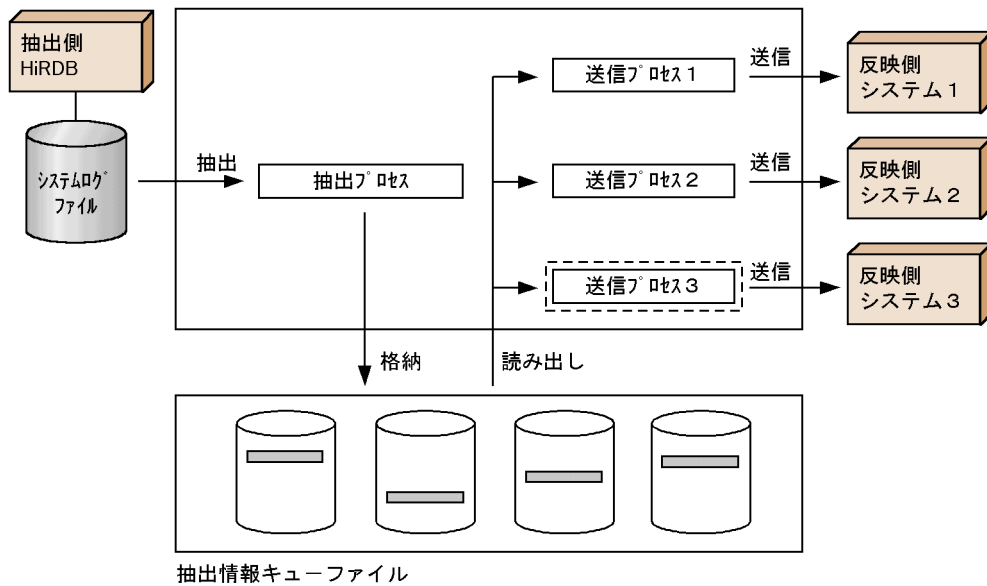 抽出側
HiRDB
システムログ
ファイル
抽出
抽出プロセス
送信プロセス1
送信
反映側
システム1
送信プロセス2
送信
反映側
システム2
送信プロセス3
送信
反映側
システム3
格納
読み出し
抽出情報キューファイル